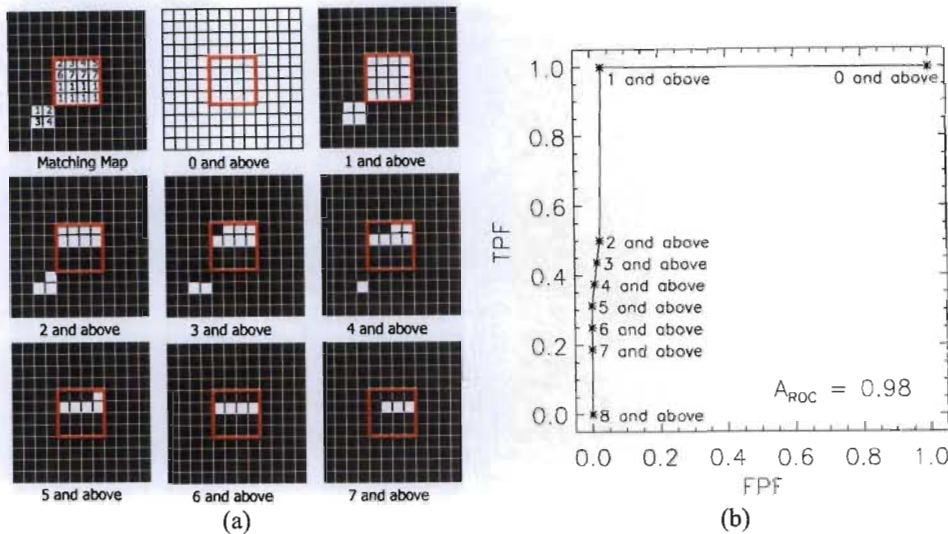 2 3 4 5
6 7 7 7
1 1 1 1
1 1 1 1
1 2
3 4
Matching Map
0 and above
1 and above
2 and above
3 and above
4 and above
5 and above
6 and above
7 and above
(a)
TPF
1.0
0.8
0.6
0.4
0.2
0.0
1 and above
0 and above
2 and above
3 and above
4 and above
5 and above
6 and above
7 and above
8 and above
A_ROC = 0.98
0.0 0.2 0.4 0.6 0.8 1.0
FPF
(b)